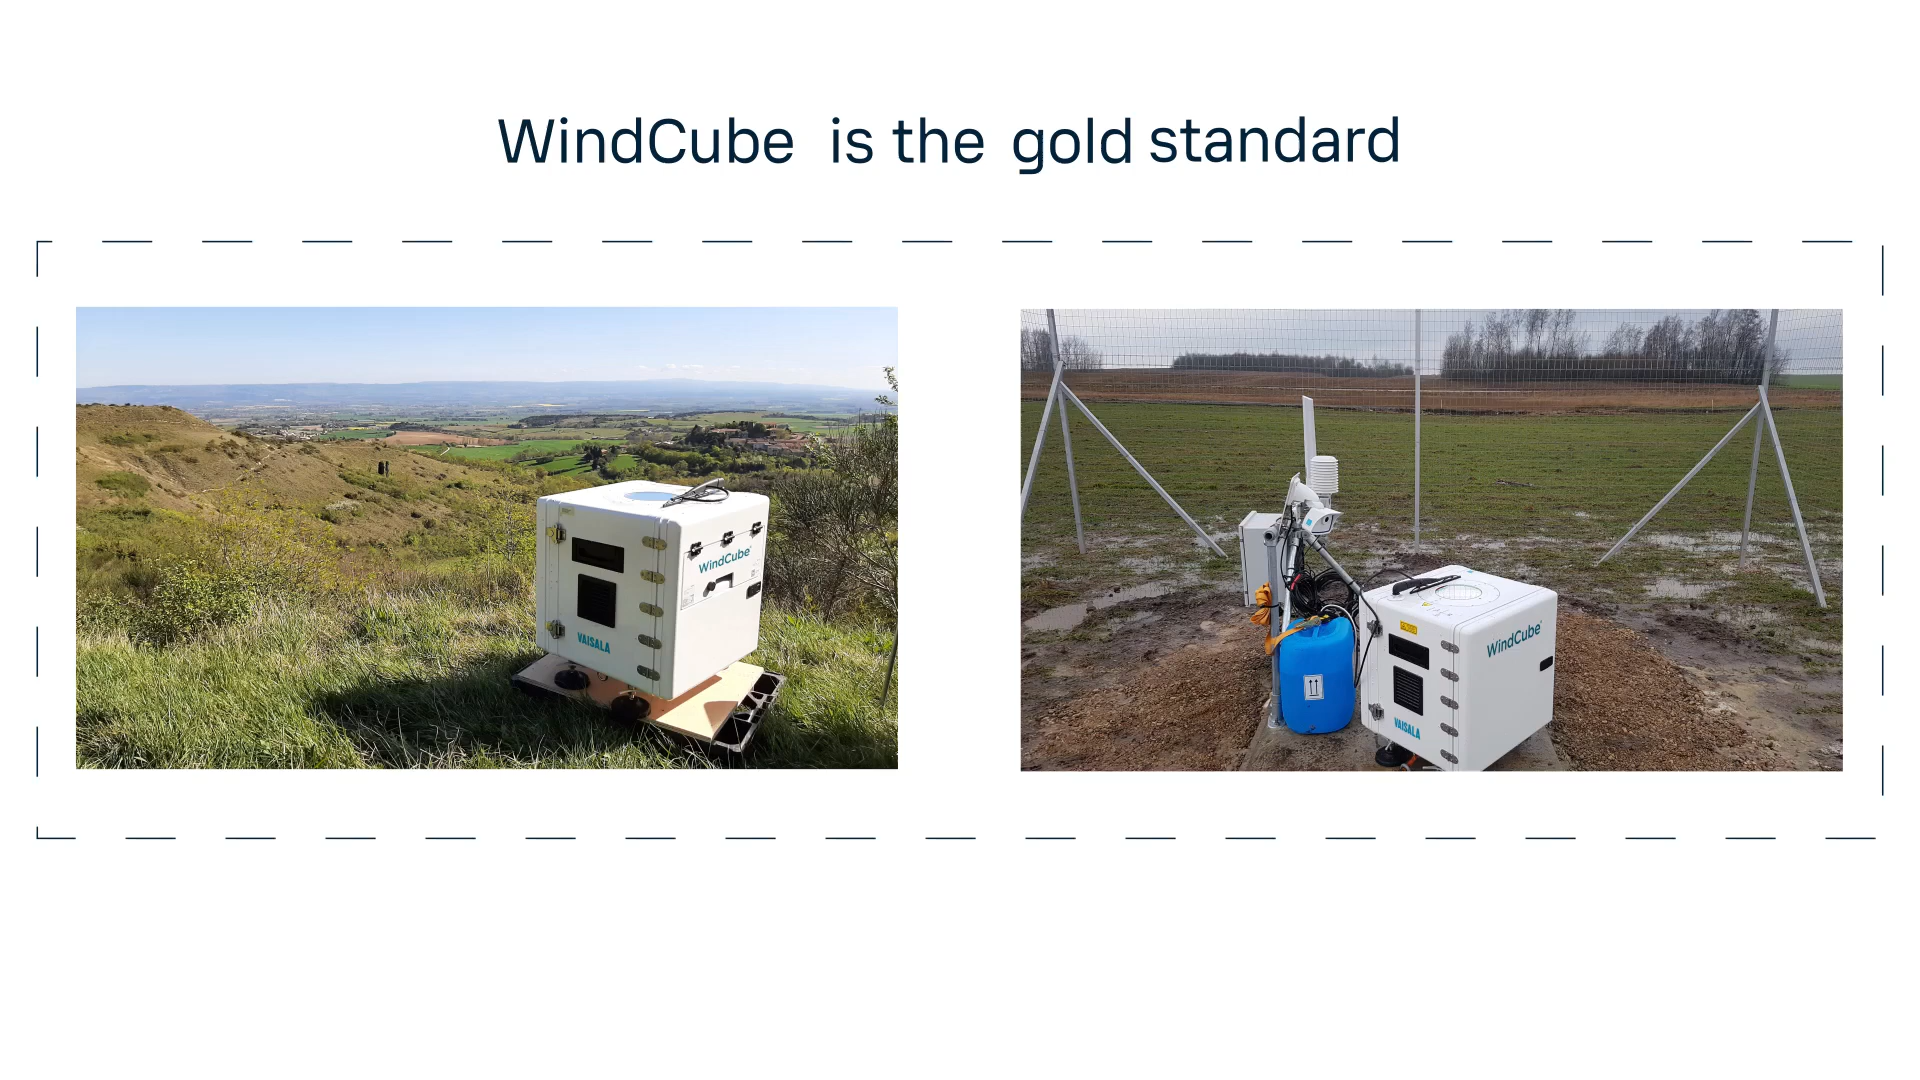 WindCube is the gold standard
WindCube
VAISALA
WindCube
VAISALA